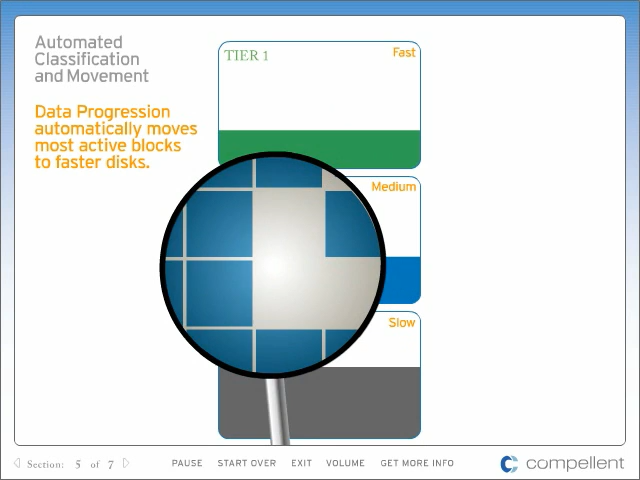 Automated
Classification
and Movement
Data Progression
automatically moves
most active blocks
to faster disks.
TIER 1
Fast
Medium
Slow
Section: 5 of 7
PAUSE START OVER EXIT VOLUME GET MORE INFO
compellent